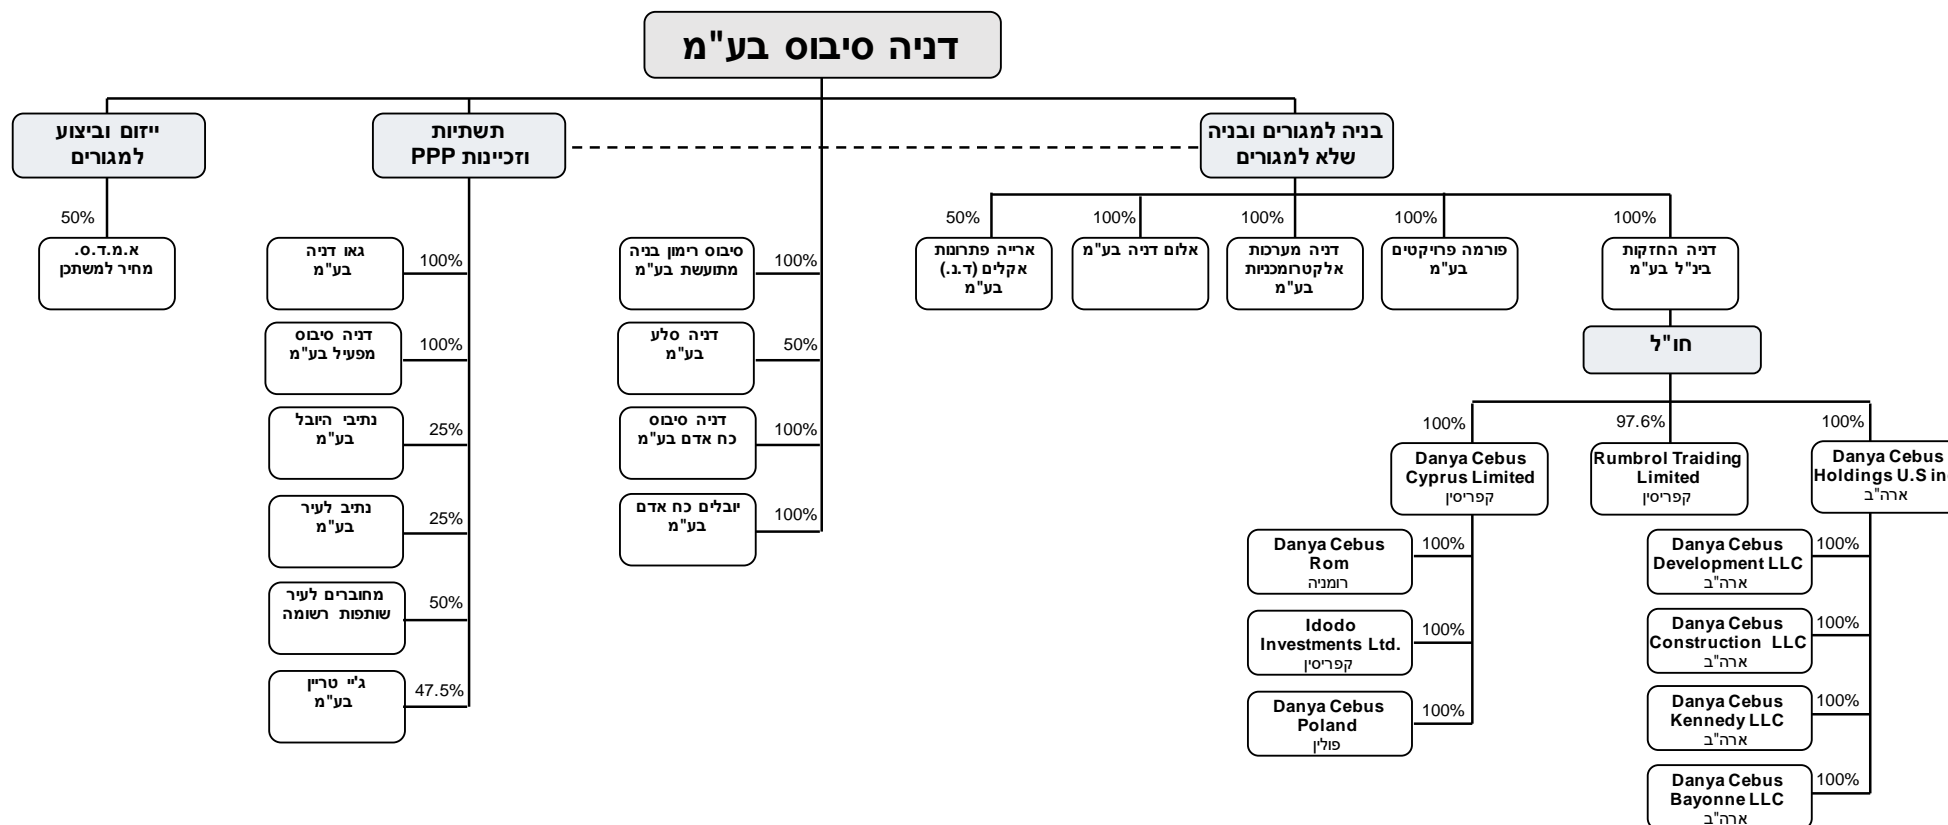 דניה סיבוס בע"מ
בניה למגורים ובניה
שלא למגורים
תשתיות
וזכיינות PPP
ייזום וביצוע
למגורים
100%
דניה החזקות
בינ"ל בע"מ
100%
פורמה פרויקטים
בע"מ
100%
דניה מערכות
אלקטרומכניות
בע"מ
100%
אלום דניה בע"מ
50%
ארייה פתרונות
אקלים (ד.נ.)
בע"מ
חו"ל
100%
Danya Cebus
Cyprus Limited
קפריסין
97.6%
Rumbrol Traiding
Limited
קפריסין
100%
Danya Cebus
Holdings U.S
ארה"ב
Danya Cebus
Rom
רומניה
100%
Idodo
Investments Ltd.
קפריסין
100%
Danya Cebus
Poland
פולין
100%
Danya Cebus
Development LLC
ארה"ב
100%
Danya Cebus
Construction LLC
ארה"ב
100%
Danya Cebus
Kennedy LLC
ארה"ב
100%
Danya Cebus
Bayonne LLC
ארה"ב
100%
סיבוס רימון בניה
מתועשת בע"מ
100%
דניה סלע
בע"מ
50%
דניה סיבוס
כח אדם בע"מ
100%
יובלים כח אדם
בע"מ
100%
גאו דניה
בע"מ
100%
דניה סיבוס
מפעיל בע"מ
100%
נתיבי היובל
בע"מ
25%
נתיב לעיר
בע"מ
25%
מחוברים לעיר
שותפות רשומה
50%
ג'יי טריין
בע"מ
47.5%
50%
א.מ.ד.ס.
מחיר למשתכן